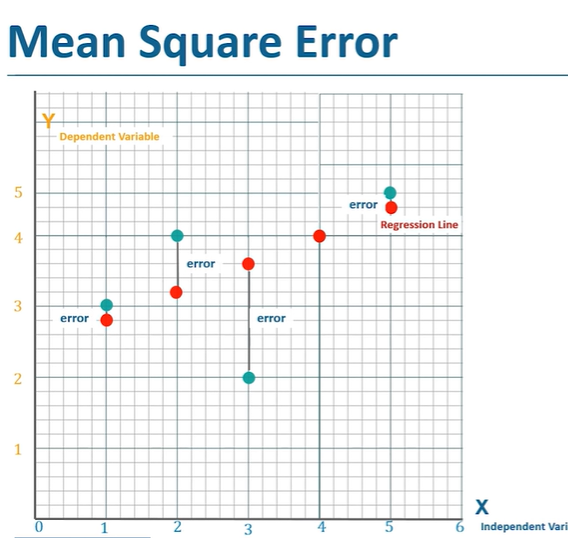 Mean Square Error
Y
Dependent Variable
5
error
Regression Line
4
error
3
error
error
2
1
X
0 1 2 3 4 5 6 Independent Vari